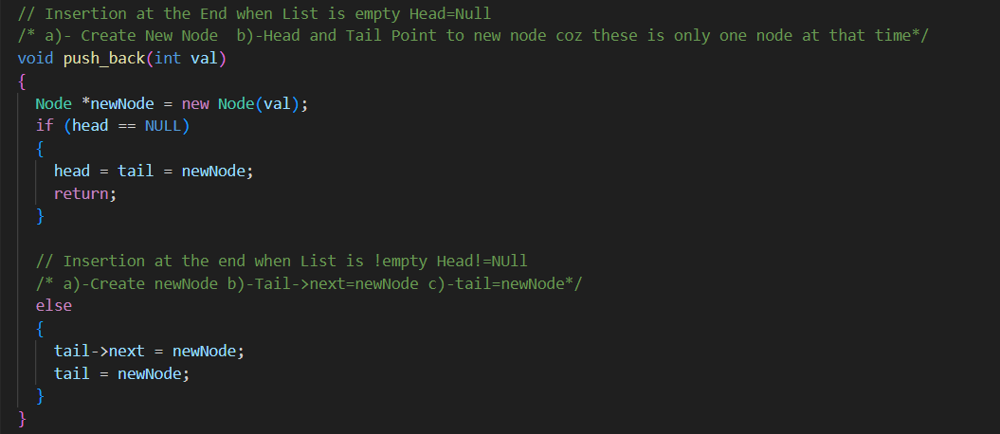 // Insertion at the End when List is empty Head=Null
/* a)- Create New Node  b)-Head and Tail Point to new node coz these is only one node at that time*/
void push_back(int val)
{
  Node *newNode = new Node(val);
  if (head == NULL)
  {
    head = tail = newNode;
    return;
  }

  // Insertion at the end when List is !empty Head!=NUll
  /* a)-Create newNode b)-Tail->next=newNode c)-tail=newNode*/
  else
  {
    tail->next = newNode;
    tail = newNode;
  }
}